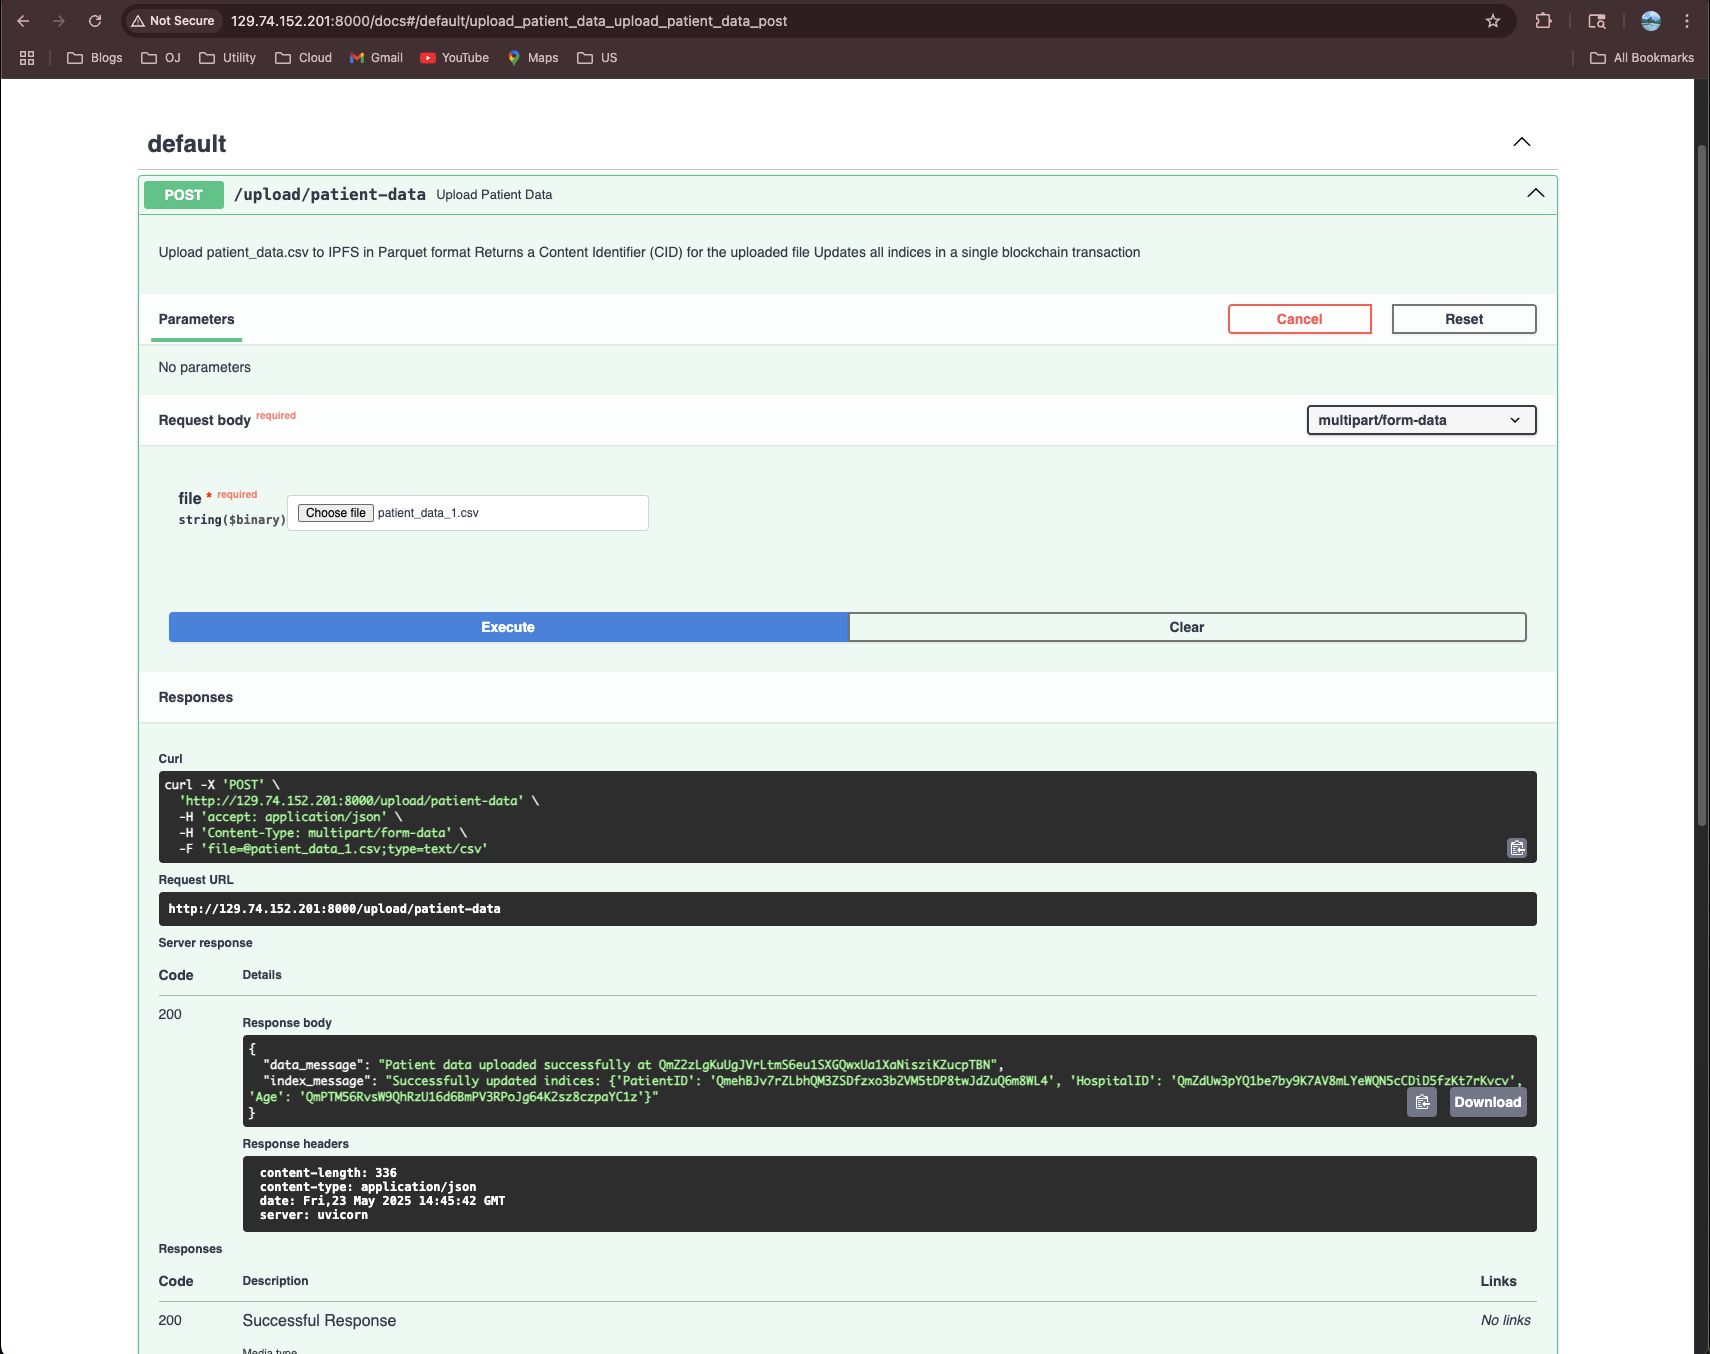 Not Secure 129.74.152.201:8000/docs#/default/upload_patient_data_upload_patient_data_post
Blogs OJ Utility Cloud Gmail YouTube Maps US All Bookmarks
default
POST /upload/patient-data Upload Patient Data
Upload patient_data.csv to IPFS in Parquet format Returns a Content Identifier (CID) for the uploaded file Updates all indices in a single blockchain transaction
Parameters Cancel Reset
No parameters
Request body required multipart/form-data
file * required
string($binary) Choose file patient_data_1.csv
Execute Clear
Responses
Curl
curl -X 'POST' \
'http://129.74.152.201:8000/upload/patient-data' \
-H 'accept: application/json' \
-H 'Content-Type: multipart/form-data' \
-F 'file=@patient_data_1.csv;type=text/csv'
Request URL
http://129.74.152.201:8000/upload/patient-data
Server response
Code Details
200
Response body
{
"data_message": "Patient data uploaded successfully at QmZ2zLgKuUgJVrLtmS6eu1SXGQwxUa1XaNisziKZucpTBN",
"index_message": "Successfully updated indices: {'PatientID': 'QmehBJv7rZLbhQM3ZSDfzxo3b2VM5tDP8twJdZuQ6m8WL4', 'HospitalID': 'QmZdUw3pYQ1be7by9K7AV8mLYeWQN5cCDiD5fzKt7rKvcv',
'Age': 'QmPTM56RvsW9QhRzU16d6BmPV3RPoJg64K2sz8czpaYC1z'}"
}
Download
Response headers
content-length: 336
content-type: application/json
date: Fri,23 May 2025 14:45:42 GMT
server: uvicorn
Responses
Code Description Links
200 Successful Response No links
Media type